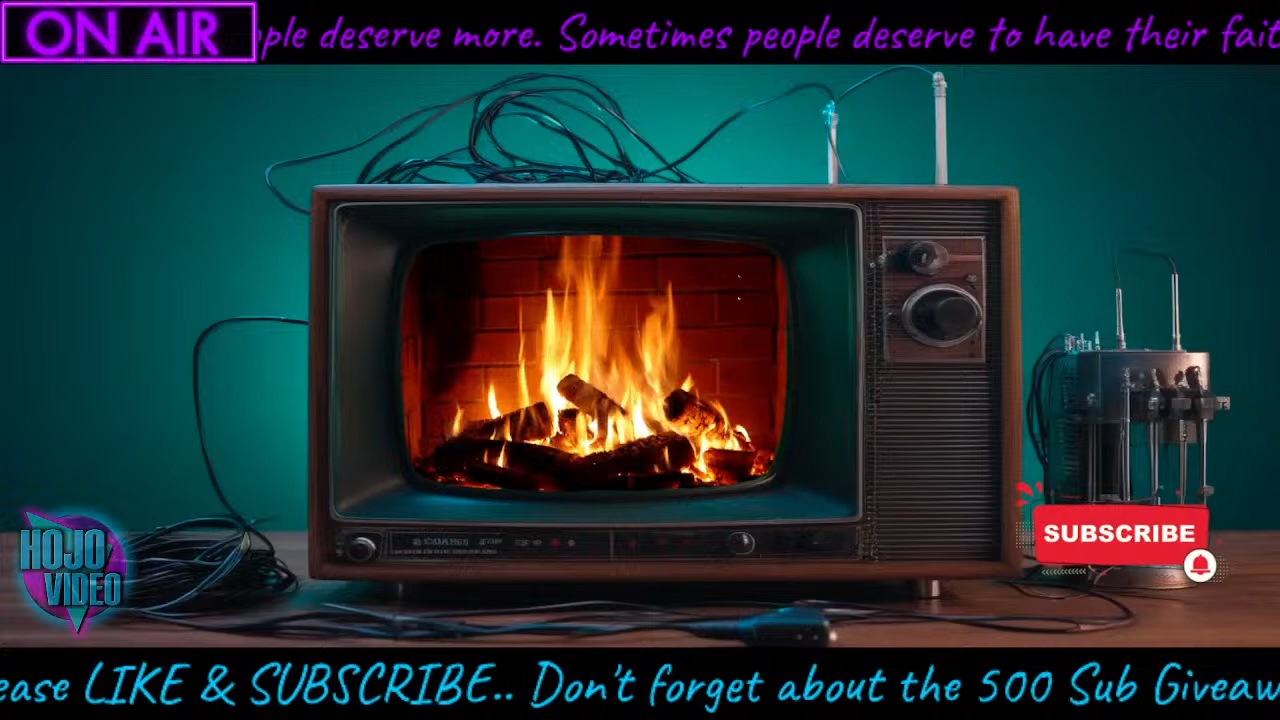 ON AIR
ple deserve more. Sometimes people deserve to have their fait
HOJO
VIDEO
SUBSCRIBE
ease LIKE & SUBSCRIBE.. Don't forget about the 500 Sub Giveaw